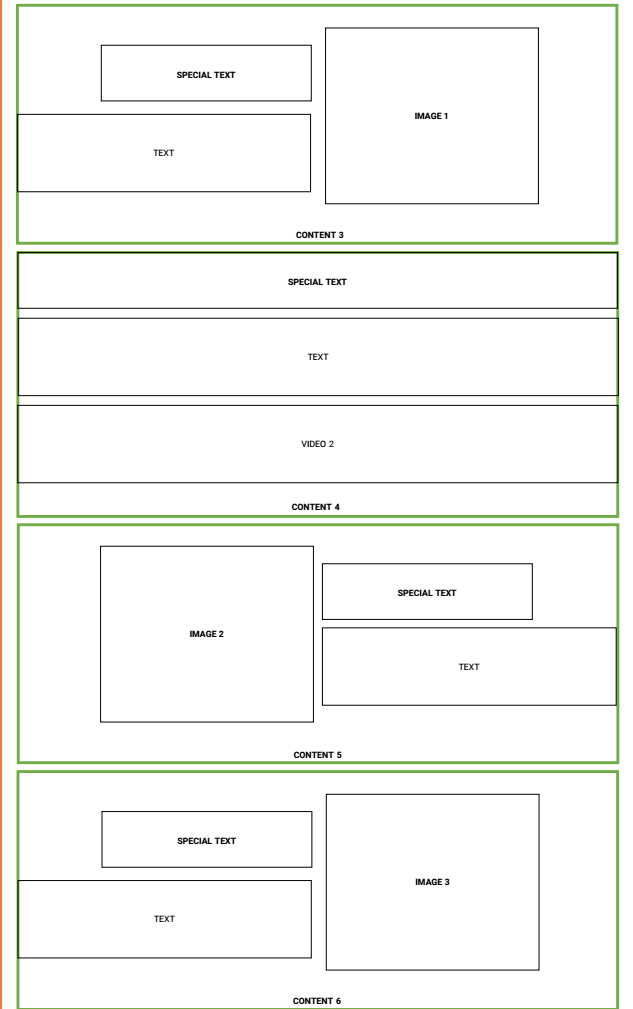 SPECIAL TEXT
IMAGE 1
TEXT
CONTENT 3
SPECIAL TEXT
TEXT
VIDEO 2
CONTENT 4
IMAGE 2
SPECIAL TEXT
TEXT
CONTENT 5
SPECIAL TEXT
IMAGE 3
TEXT
CONTENT 6